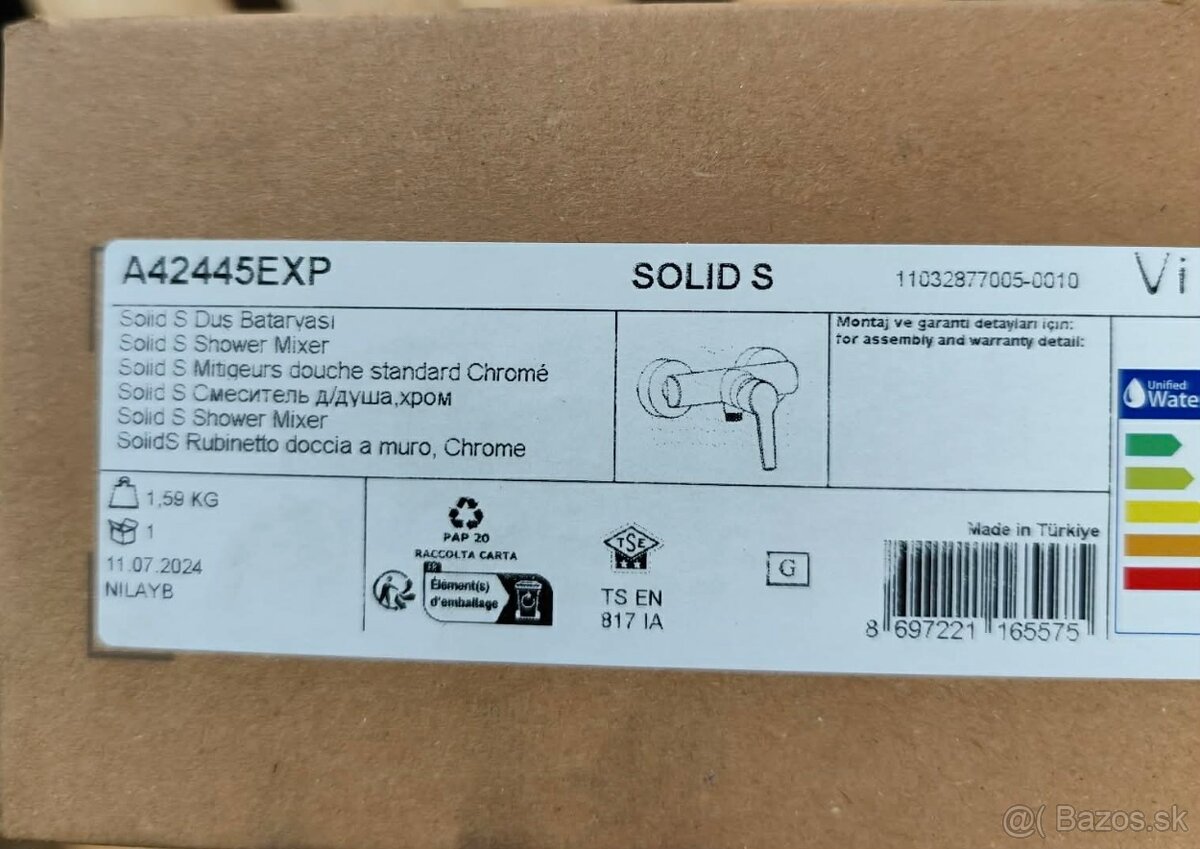 A42445EXP SOLID S 11032877005-0010 Vi
Solid S Duş Bataryası
Solid S Shower Mixer
Solid S Mitigeurs douche standard Chromé
Solid S Смеситель д/душа,хром
Solid S Shower Mixer
SolidS Rubinetto doccia a muro, Chrome
Montaj ve garanti detayları için:
for assembly and warranty detail:
Unified
Wate
1,59 KG
1
11.07.2024
NILAYB
PAP 20
RACCOLTA CARTA
FR
Élément(s)
d'emballage
TSE
TS EN
817 IA
G
Made in Türkiye
8 697221 165575
@( Bazos.sk